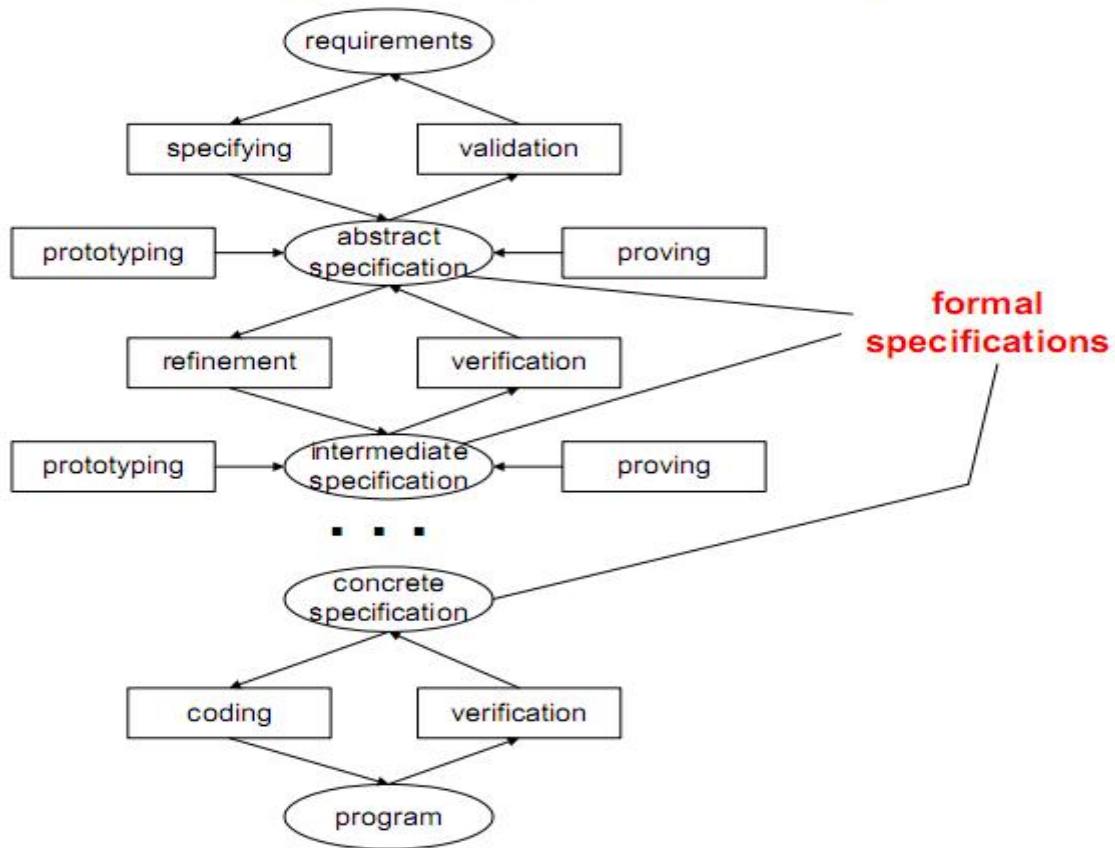 requirements
specifying
validation
abstract
specification
prototyping
proving
formal
specifications
refinement
verification
intermediate
specification
prototyping
proving
. . .
concrete
specification
coding
verification
program